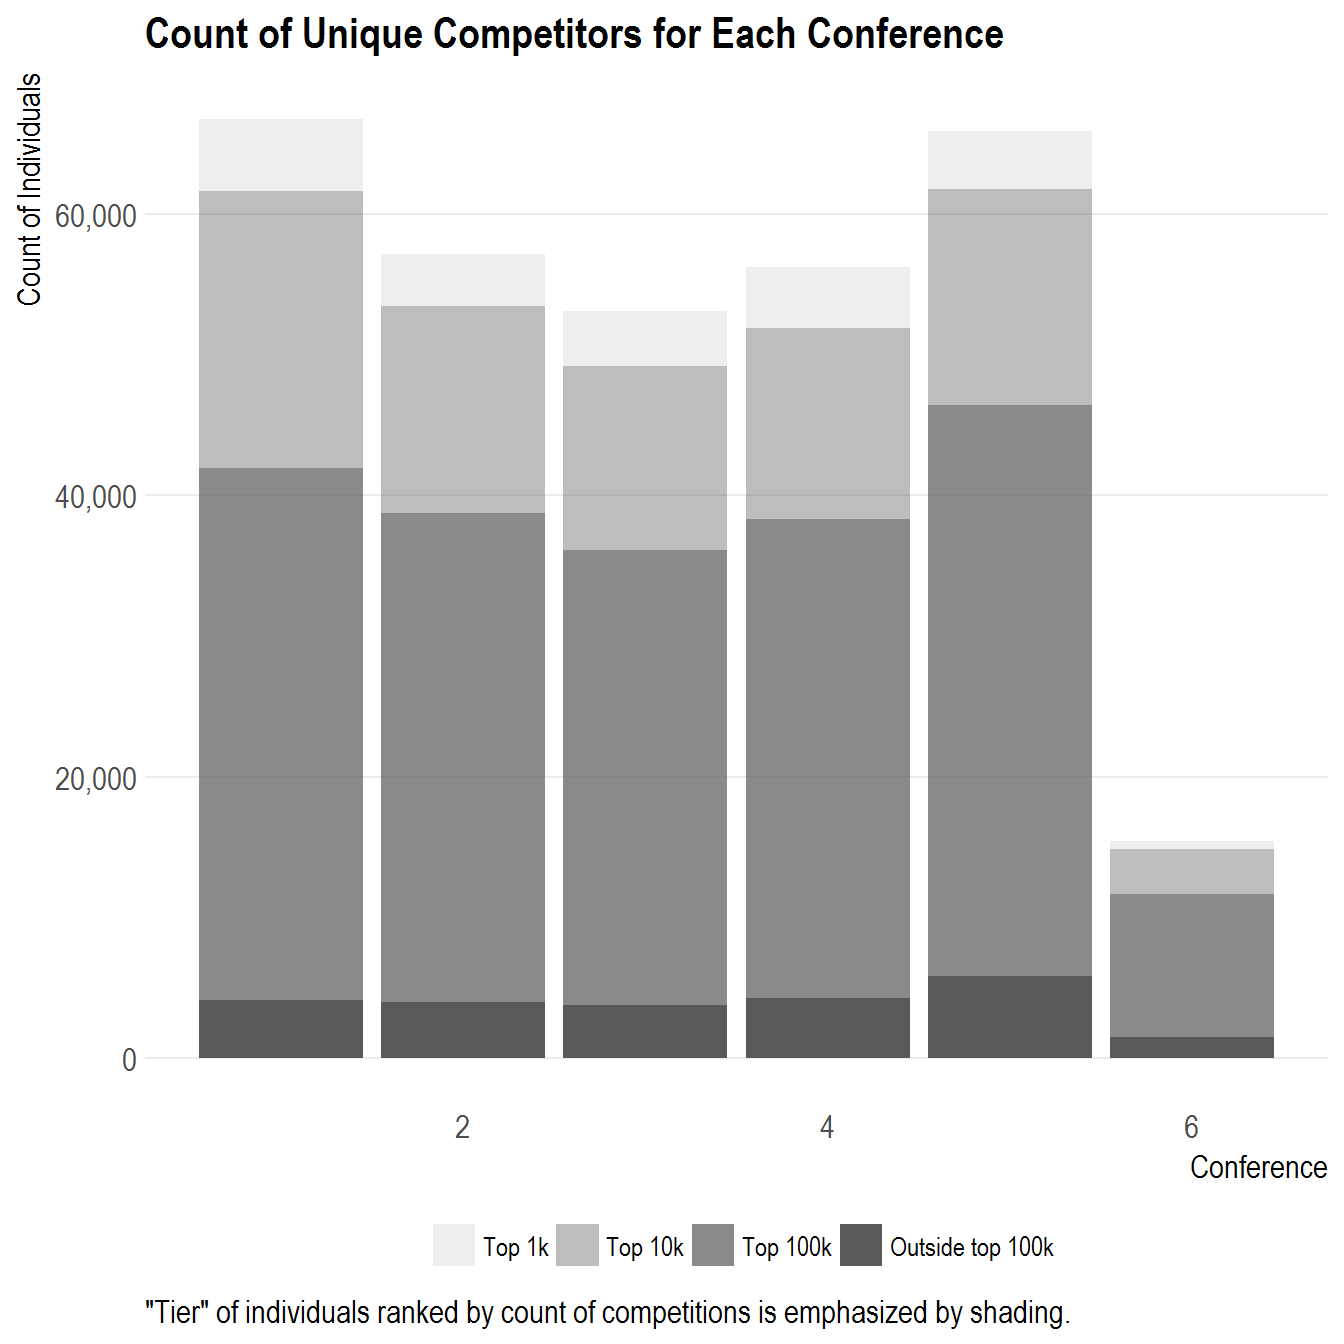 Count of Unique Competitors for Each Conference
Count of Individuals
60,000
40,000
20,000
0
2 4 6
Conference
Top 1k Top 10k Top 100k Outside top 100k
"Tier" of individuals ranked by count of competitions is emphasized by shading.